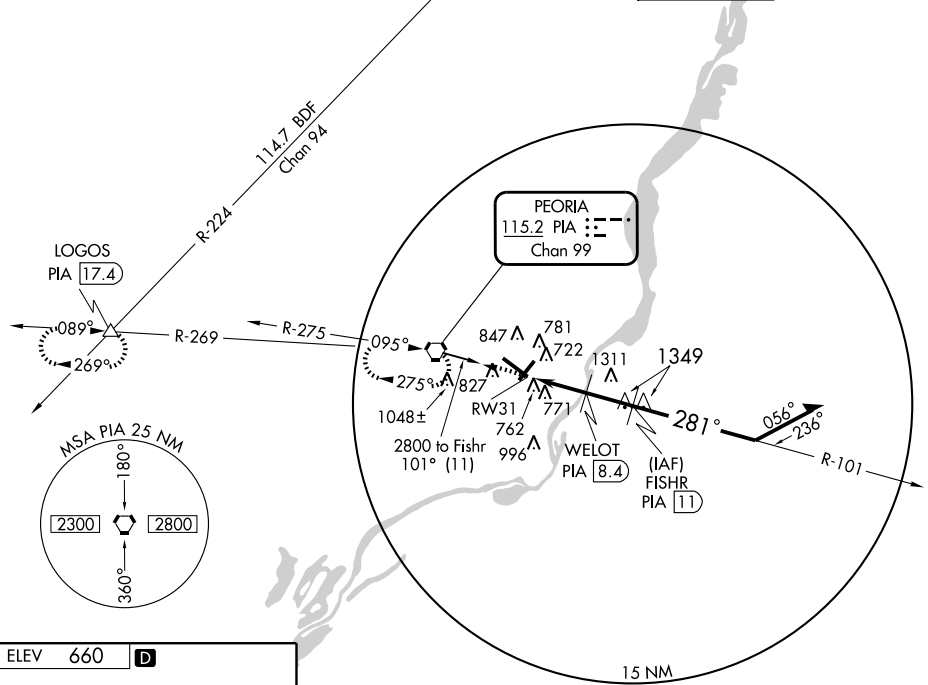 114.7 BDF
Chan 94
R-224
PEORIA
115.2 PIA
Chan 99
LOGOS
PIA 17.4
089°
269°
R-269
R-275
095°
275°
847
781
722
1311
1349
827
1048±
RW31
762
771
996
2800 to Fishr
101° (11)
WELOT
PIA 8.4
281°
(IAF)
FISHR
PIA 11
056°
236°
R-101
MSA PIA 25 NM
180°
2300
2800
360°
ELEV 660 D
15 NM